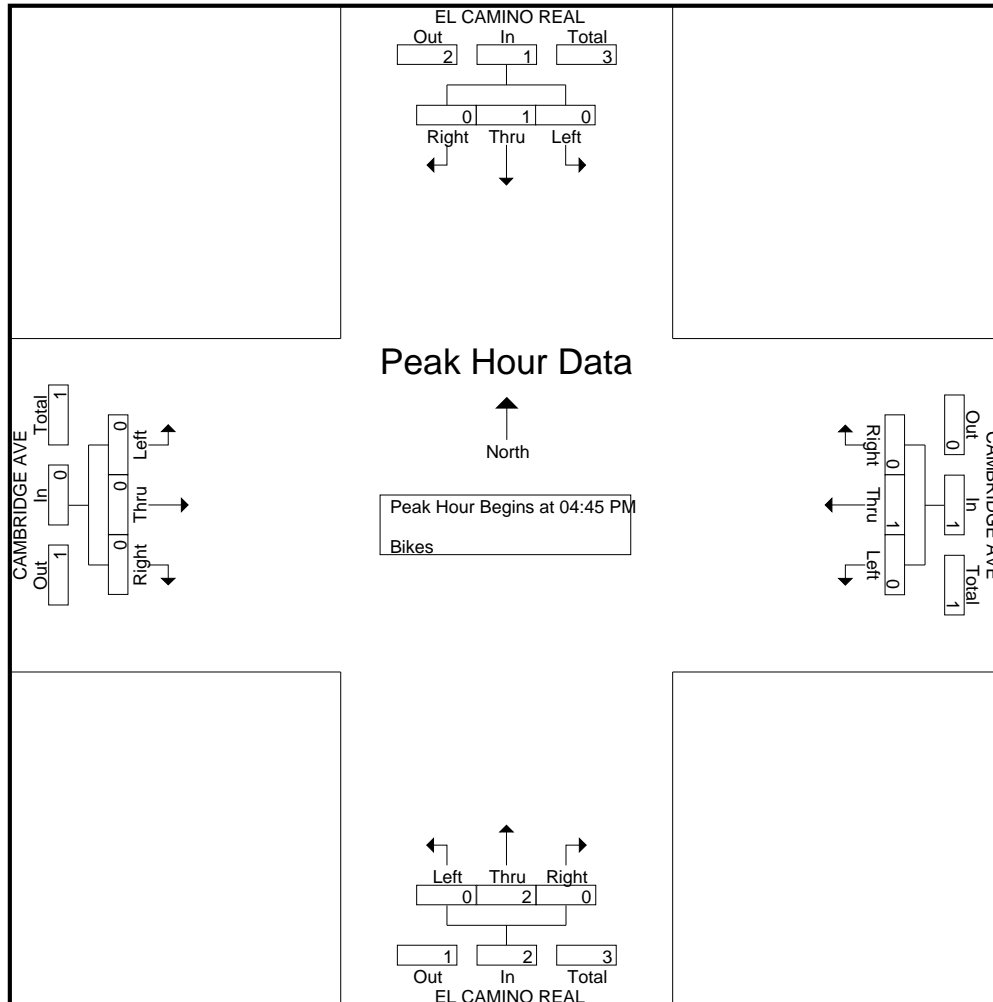 EL CAMINO REAL
Out In Total
2 1 3
0 1 0
Right Thru Left
Peak Hour Data
North
Peak Hour Begins at 04:45 PM
Bikes
CAMBRIDGE AVE
Out In Total
1 0 1
Right Thru Left
0 0 0
CAMBRIDGE AVE
Out In Total
0 1 1
Right Thru Left
0 1 0
Left Thru Right
0 2 0
1 2 3
Out In Total
EL CAMINO REAL